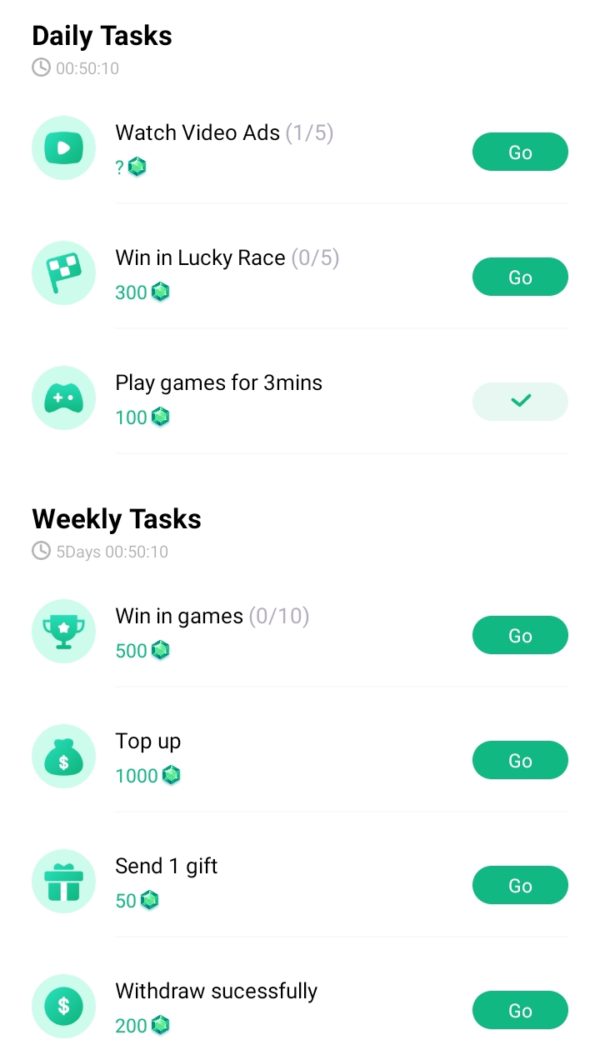 Daily Tasks
00:50:10
Watch Video Ads (1/5)
?
Go
Win in Lucky Race (0/5)
300
Go
Play games for 3mins
100
Weekly Tasks
5Days 00:50:10
Win in games (0/10)
500
Go
Top up
1000
Go
Send 1 gift
50
Go
Withdraw sucessfully
200
Go